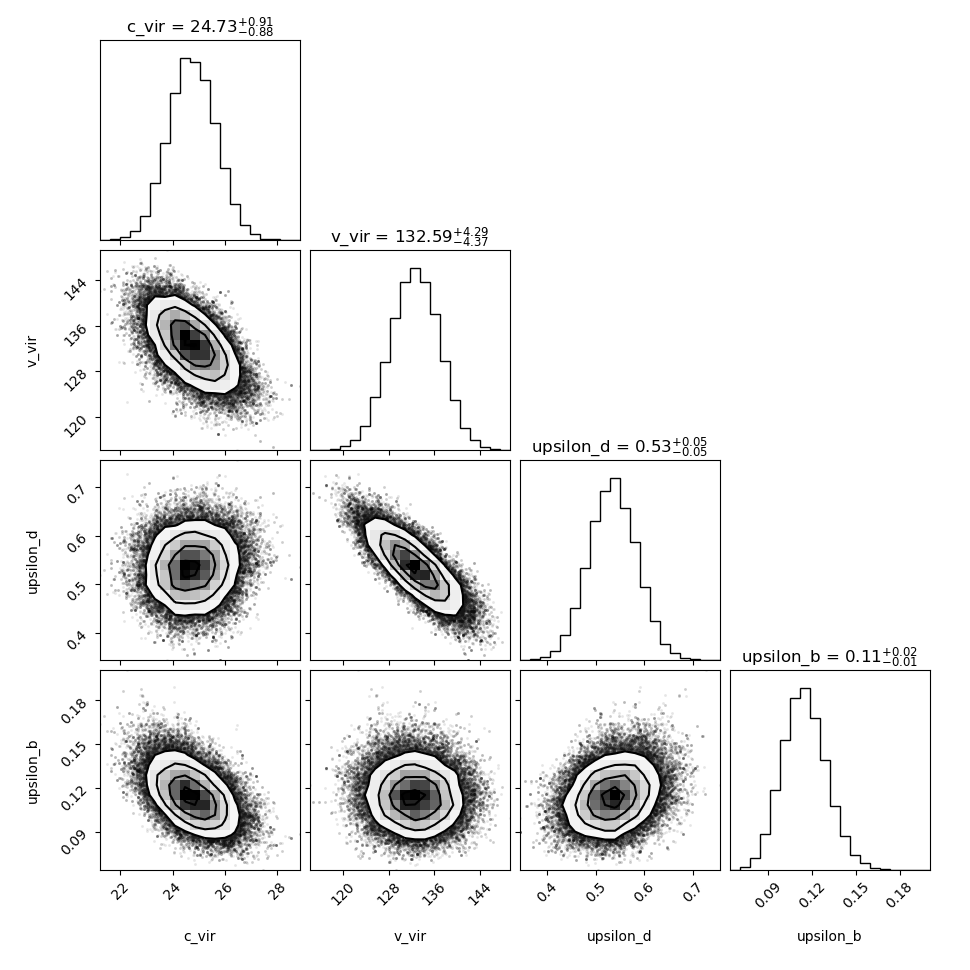 c_vir = 24.73+0.91−0.88
v_vir = 132.59+4.29−4.37
upsilon_d = 0.53+0.05−0.05
upsilon_b = 0.11+0.02−0.01
v_vir
144
136
128
120
upsilon_d
0.7
0.6
0.5
0.4
upsilon_b
0.18
0.15
0.12
0.09
22 24 26 28
120 128 136 144
0.4 0.5 0.6 0.7
0.09 0.12 0.15 0.18
c_vir
v_vir
upsilon_d
upsilon_b